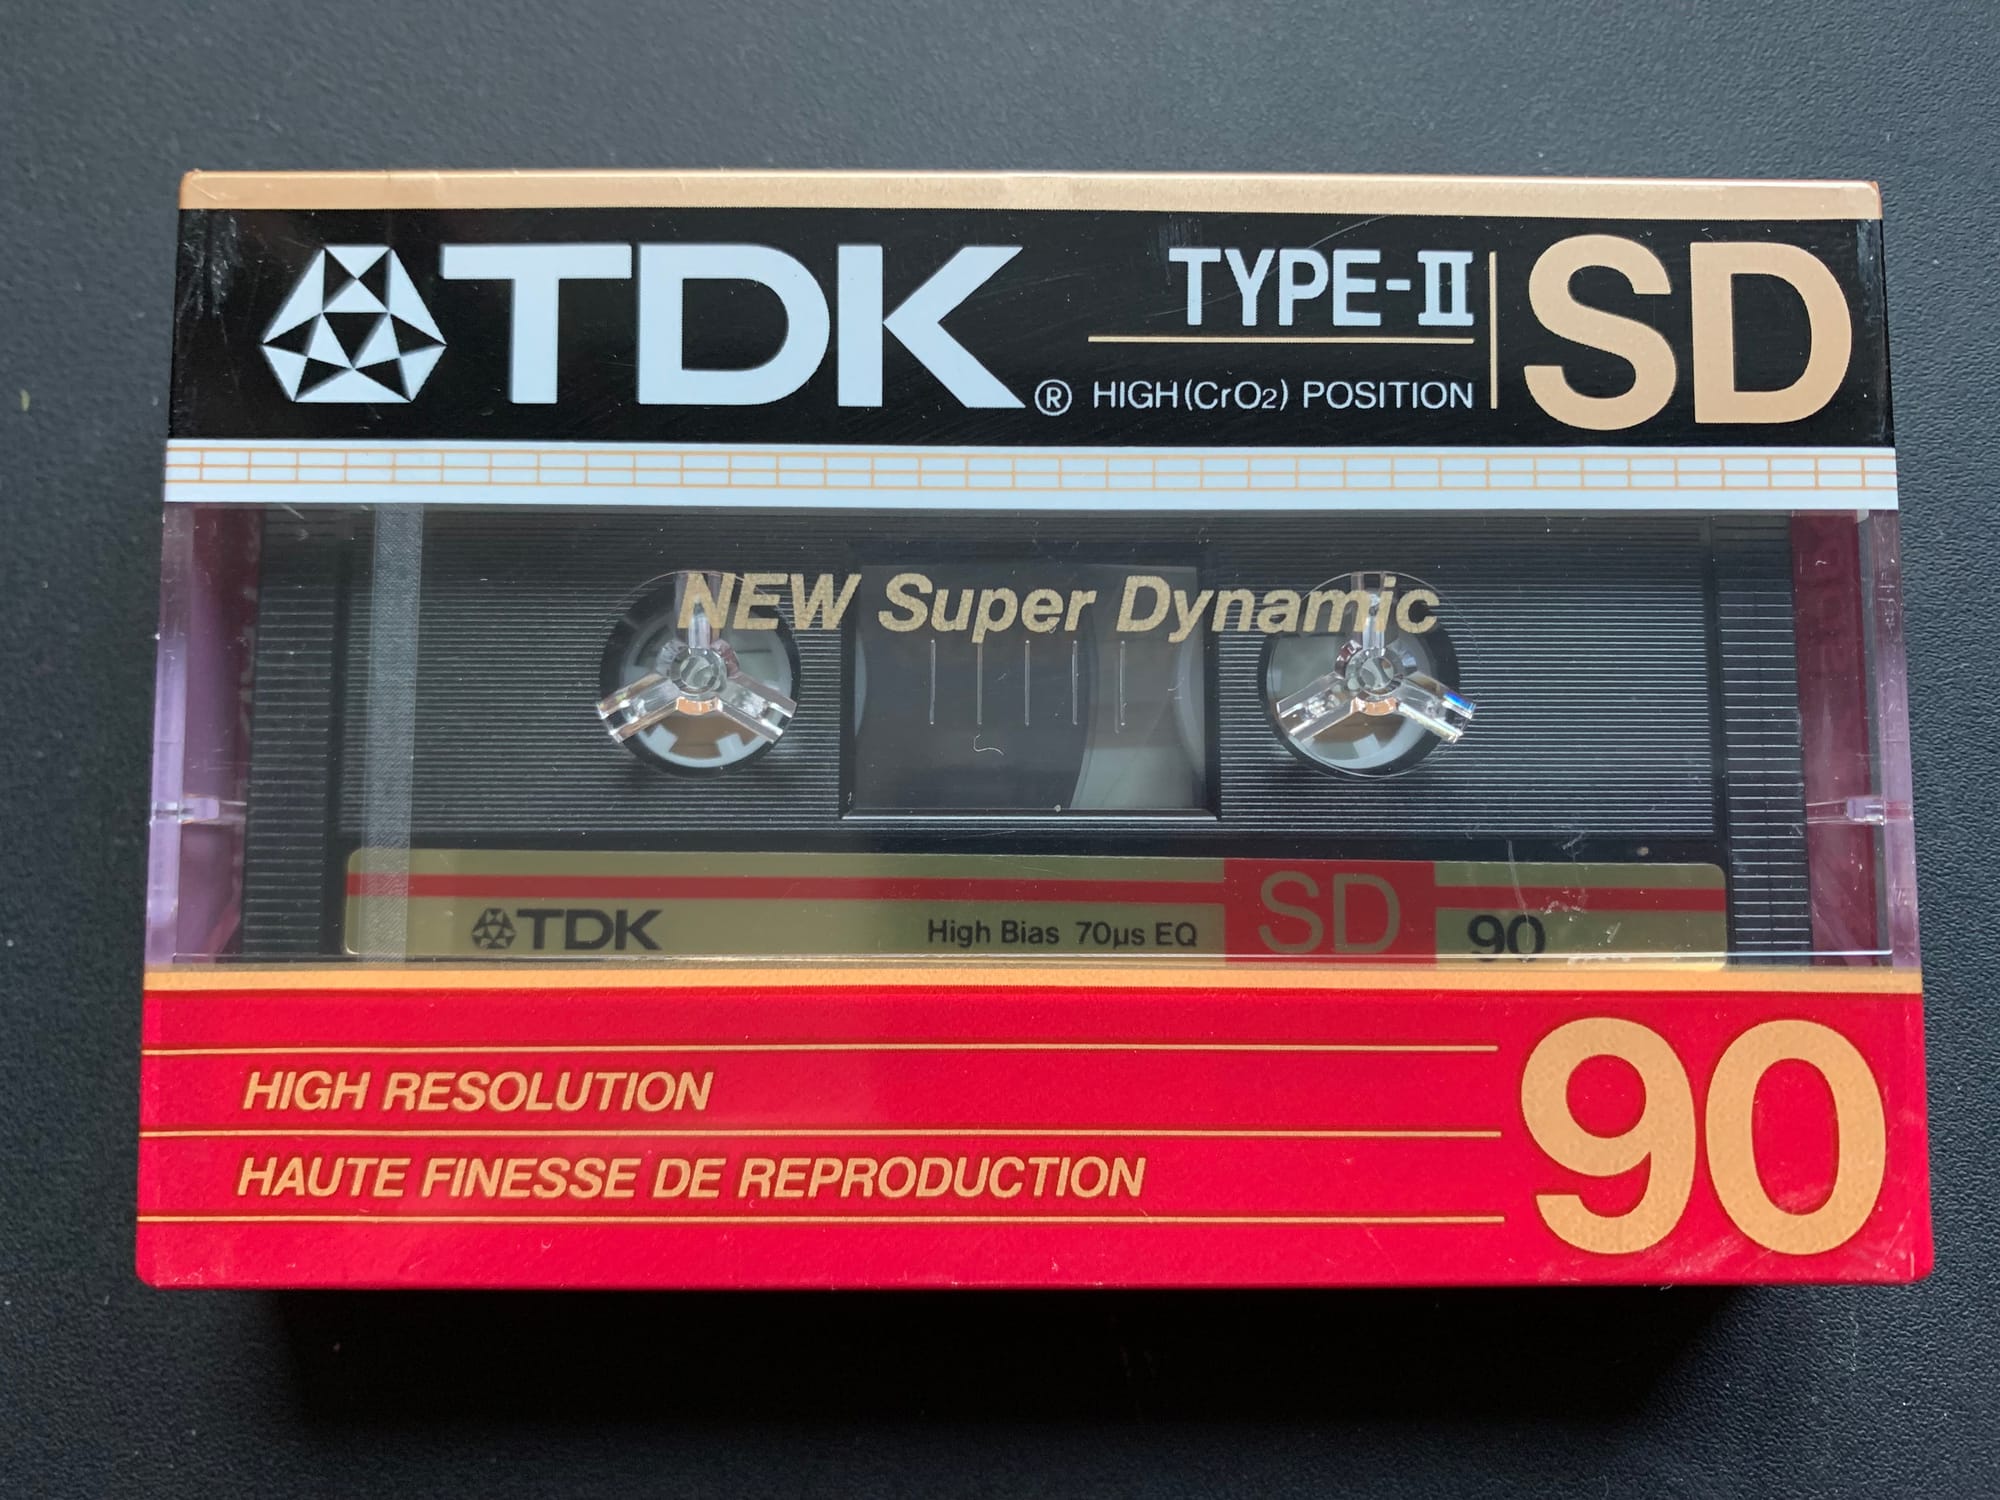 TDK® TYPE-II SD
HIGH (CrO2) POSITION
NEW Super Dynamic
TDK High Bias 70µs EQ SD 90
HIGH RESOLUTION
HAUTE FINESSE DE REPRODUCTION
90